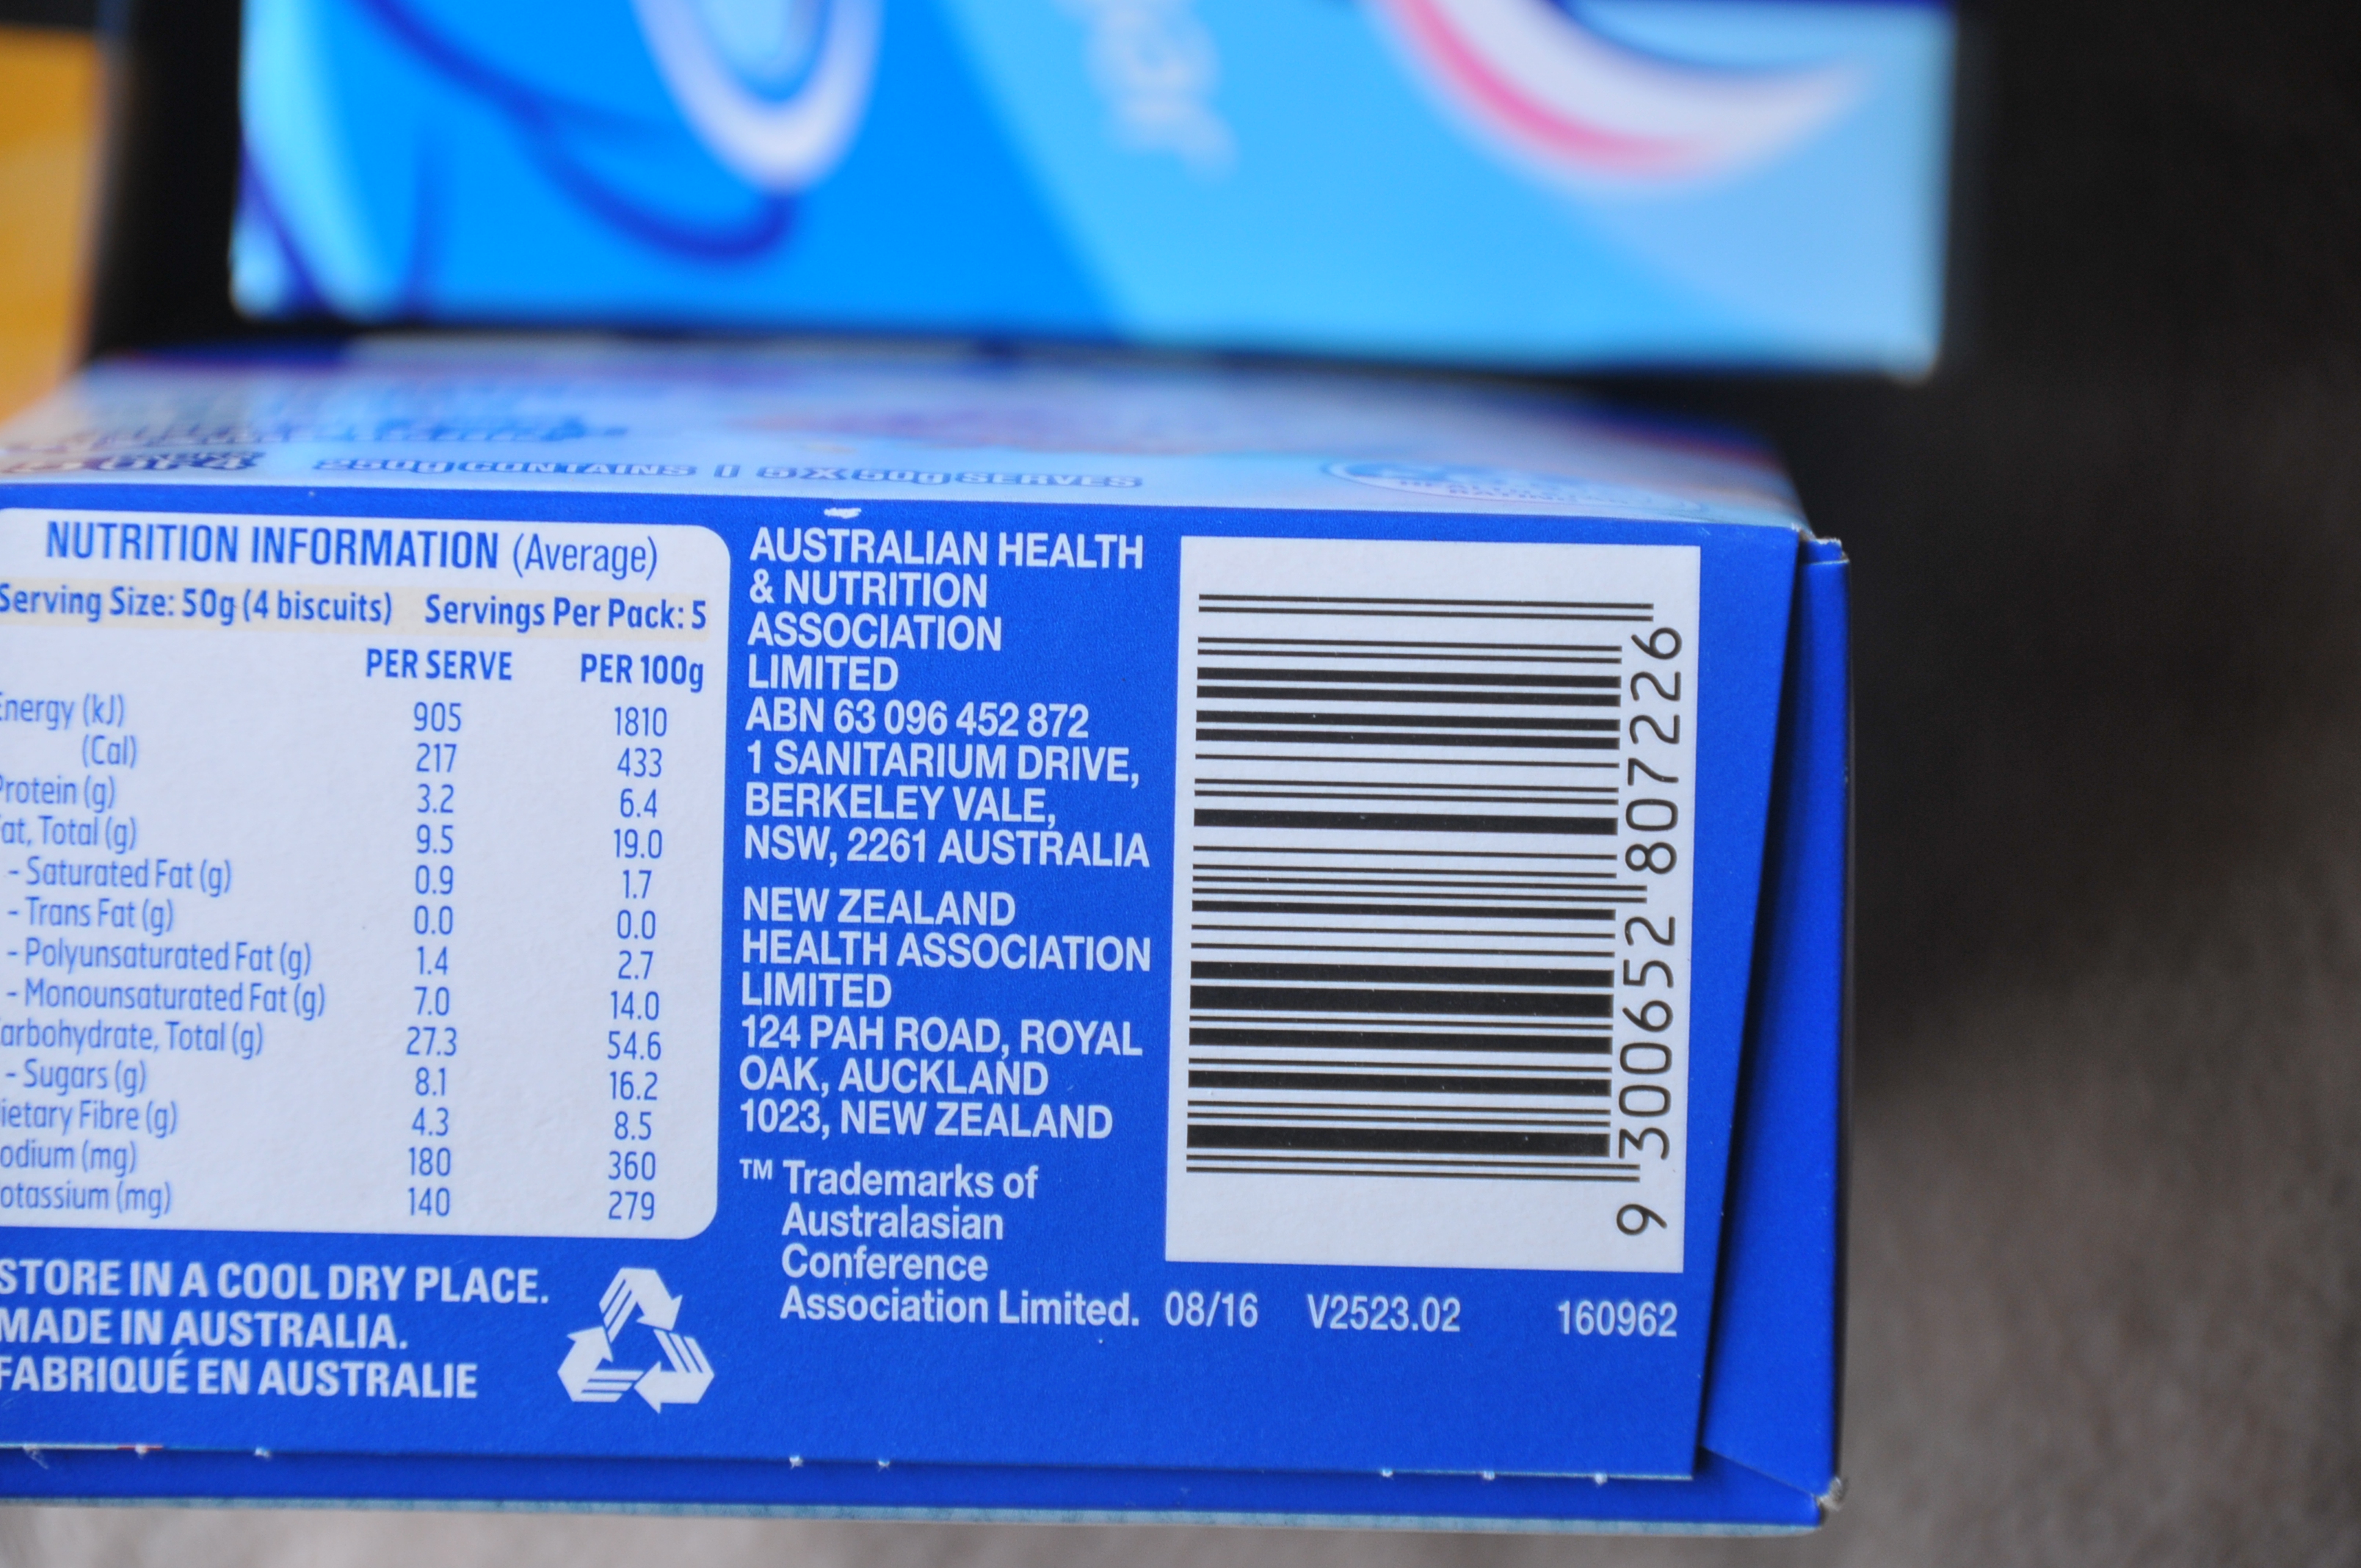 250g CONTAINS | 5 X 50g SERVES
NUTRITION INFORMATION (Average)
Serving Size: 50g (4 biscuits) Servings Per Pack: 5
PER SERVE PER 100g
Energy (kJ) 905 1810
(Cal) 217 433
Protein (g) 3.2 6.4
Fat, Total (g) 9.5 19.0
- Saturated Fat (g) 0.9 1.7
- Trans Fat (g) 0.0 0.0
- Polyunsaturated Fat (g) 1.4 2.7
- Monounsaturated Fat (g) 7.0 14.0
Carbohydrate, Total (g) 27.3 54.6
- Sugars (g) 8.1 16.2
Dietary Fibre (g) 4.3 8.5
Sodium (mg) 180 360
Potassium (mg) 140 279
STORE IN A COOL DRY PLACE.
MADE IN AUSTRALIA.
FABRIQUÉ EN AUSTRALIE
AUSTRALIAN HEALTH
& NUTRITION
ASSOCIATION
LIMITED
ABN 63 096 452 872
1 SANITARIUM DRIVE,
BERKELEY VALE,
NSW, 2261 AUSTRALIA
NEW ZEALAND
HEALTH ASSOCIATION
LIMITED
124 PAH ROAD, ROYAL
OAK, AUCKLAND
1023, NEW ZEALAND
TM Trademarks of
Australasian
Conference
Association Limited.
08/16 V2523.02 160962
9 300652 807226